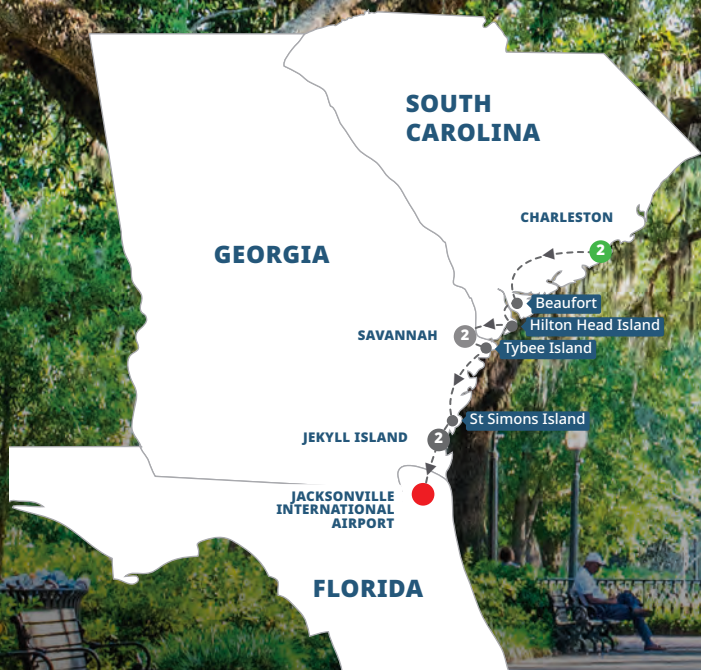 SOUTH
CAROLINA
CHARLESTON
2
GEORGIA
Beaufort
Hilton Head Island
SAVANNAH
2
Tybee Island
St Simons Island
JEKYLL ISLAND
2
JACKSONVILLE
INTERNATIONAL
AIRPORT
FLORIDA